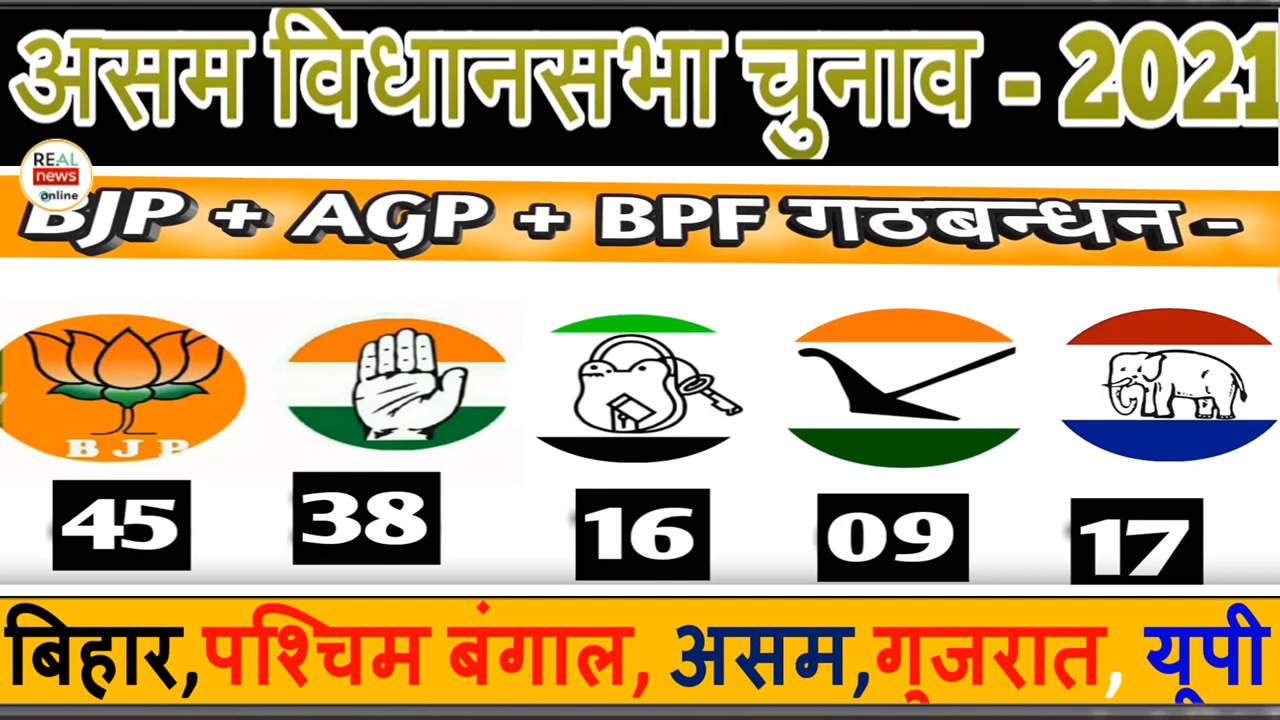 असम विधानसभा चुनाव - 2021
REAL
news
online
BJP + AGP + BPF गठबन्धन -
BJP
45 38 16 09 17
बिहार, पश्चिम बंगाल, असम, गुजरात, यूपी